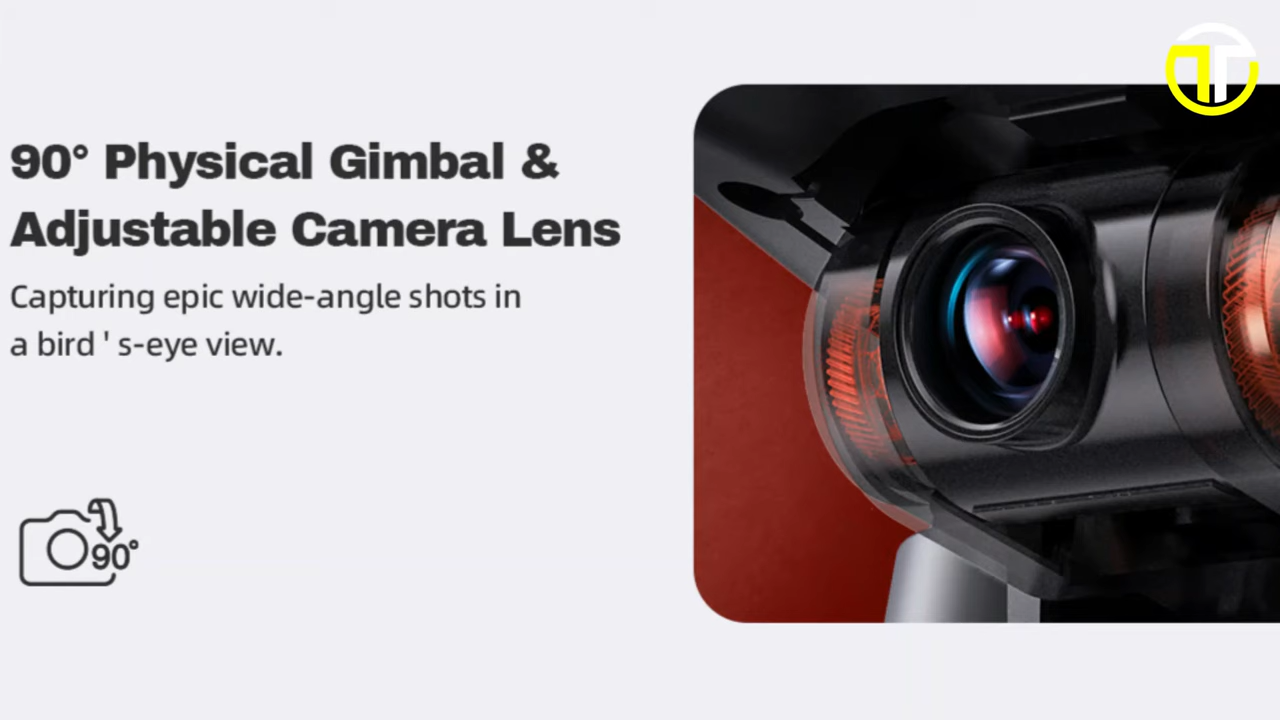 90° Physical Gimbal &
Adjustable Camera Lens
Capturing epic wide-angle shots in
a bird ' s-eye view.
90°